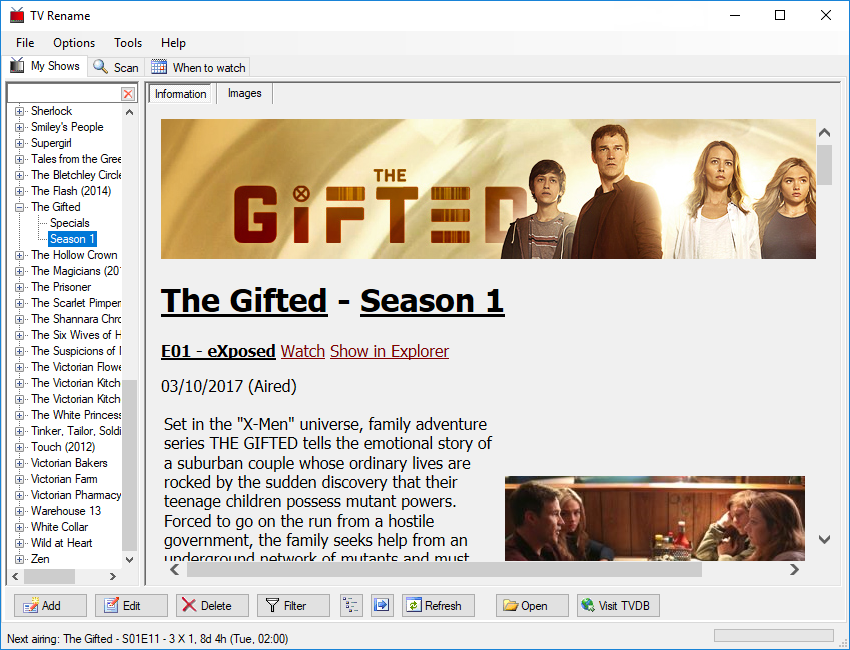 TV Rename
File Options Tools Help
My Shows Scan When to watch
Information Images
Sherlock
Smiley's People
Supergirl
Tales from the Gree
The Bletchley Circle
The Flash (2014)
The Gifted
Specials
Season 1
The Hollow Crown
The Magicians (201
The Prisoner
The Scarlet Pimper
The Shannara Chro
The Six Wives of H
The Suspicions of
The Victorian Flowe
The Victorian Kitch
The Victorian Kitch
The White Princess
Tinker, Tailor, Soldi
Touch (2012)
Victorian Bakers
Victorian Farm
Victorian Pharmacy
Warehouse 13
White Collar
Wild at Heart
Zen
THE
GIFTED
The Gifted - Season 1
E01 - eXposed Watch Show in Explorer
03/10/2017 (Aired)
Set in the "X-Men" universe, family adventure
series THE GIFTED tells the emotional story of
a suburban couple whose ordinary lives are
rocked by the sudden discovery that their
teenage children possess mutant powers.
Forced to go on the run from a hostile
government, the family seeks help from an
underground network of mutants and must
Add Edit Delete Filter Refresh Open Visit TVDB
Next airing: The Gifted - S01E11 - 3 X 1, 8d 4h (Tue, 02:00)